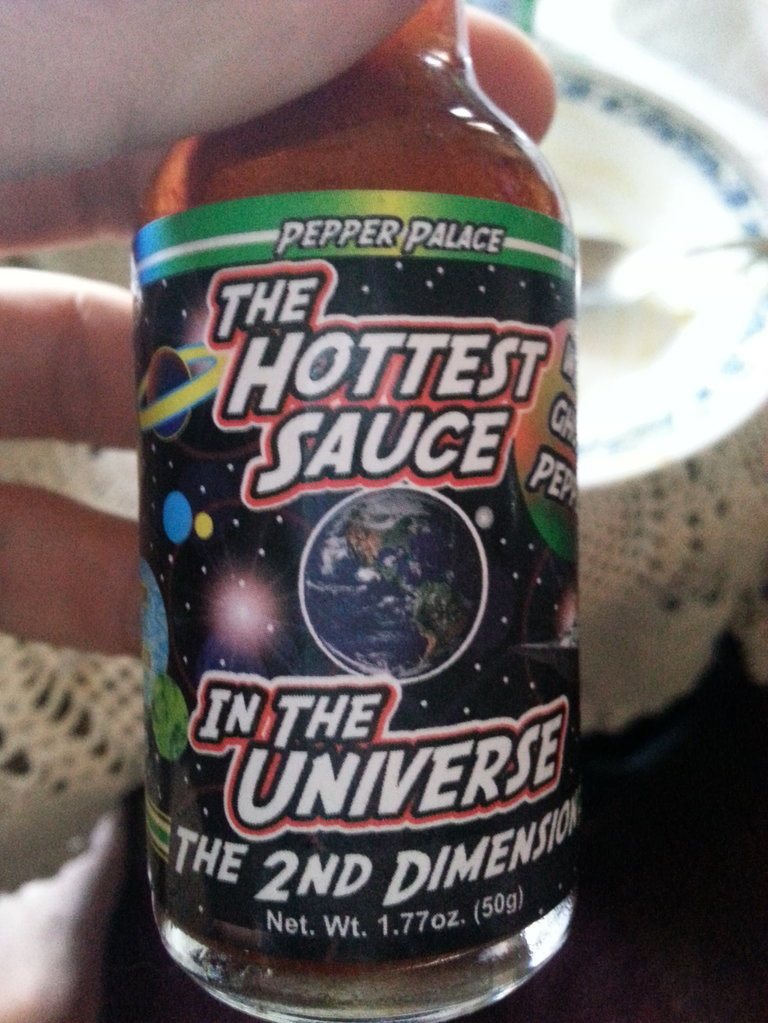 PEPPER PALACE
THE
HOTTEST
SAUCE
IN THE
UNIVERSE
THE 2ND DIMENSION
Net. Wt. 1.77oz. (50g)